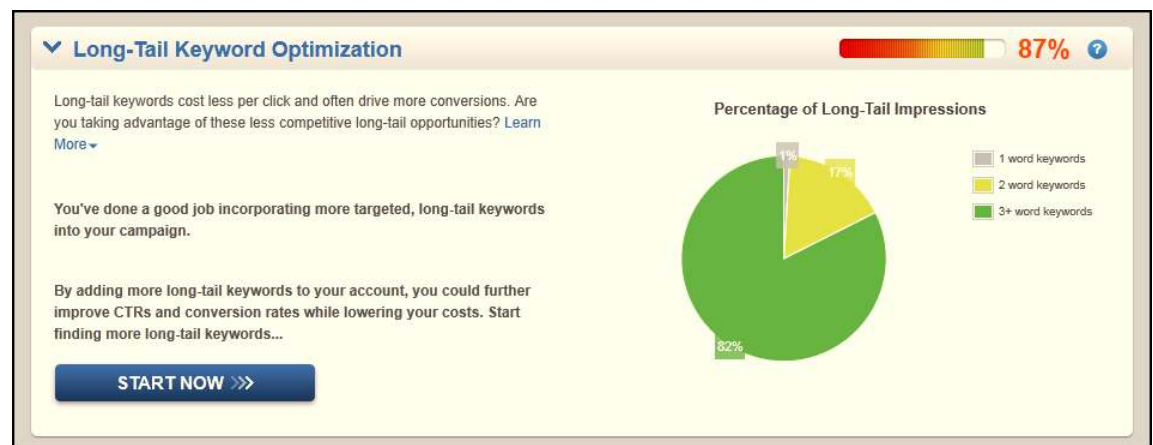 Long-Tail Keyword Optimization
87%
?
Long-tail keywords cost less per click and often drive more conversions. Are
you taking advantage of these less competitive long-tail opportunities? Learn
More
You've done a good job incorporating more targeted, long-tail keywords
into your campaign.
By adding more long-tail keywords to your account, you could further
improve CTRs and conversion rates while lowering your costs. Start
finding more long-tail keywords...
START NOW >>>
Percentage of Long-Tail Impressions
1%
17%
82%
1 word keywords
2 word keywords
3+ word keywords